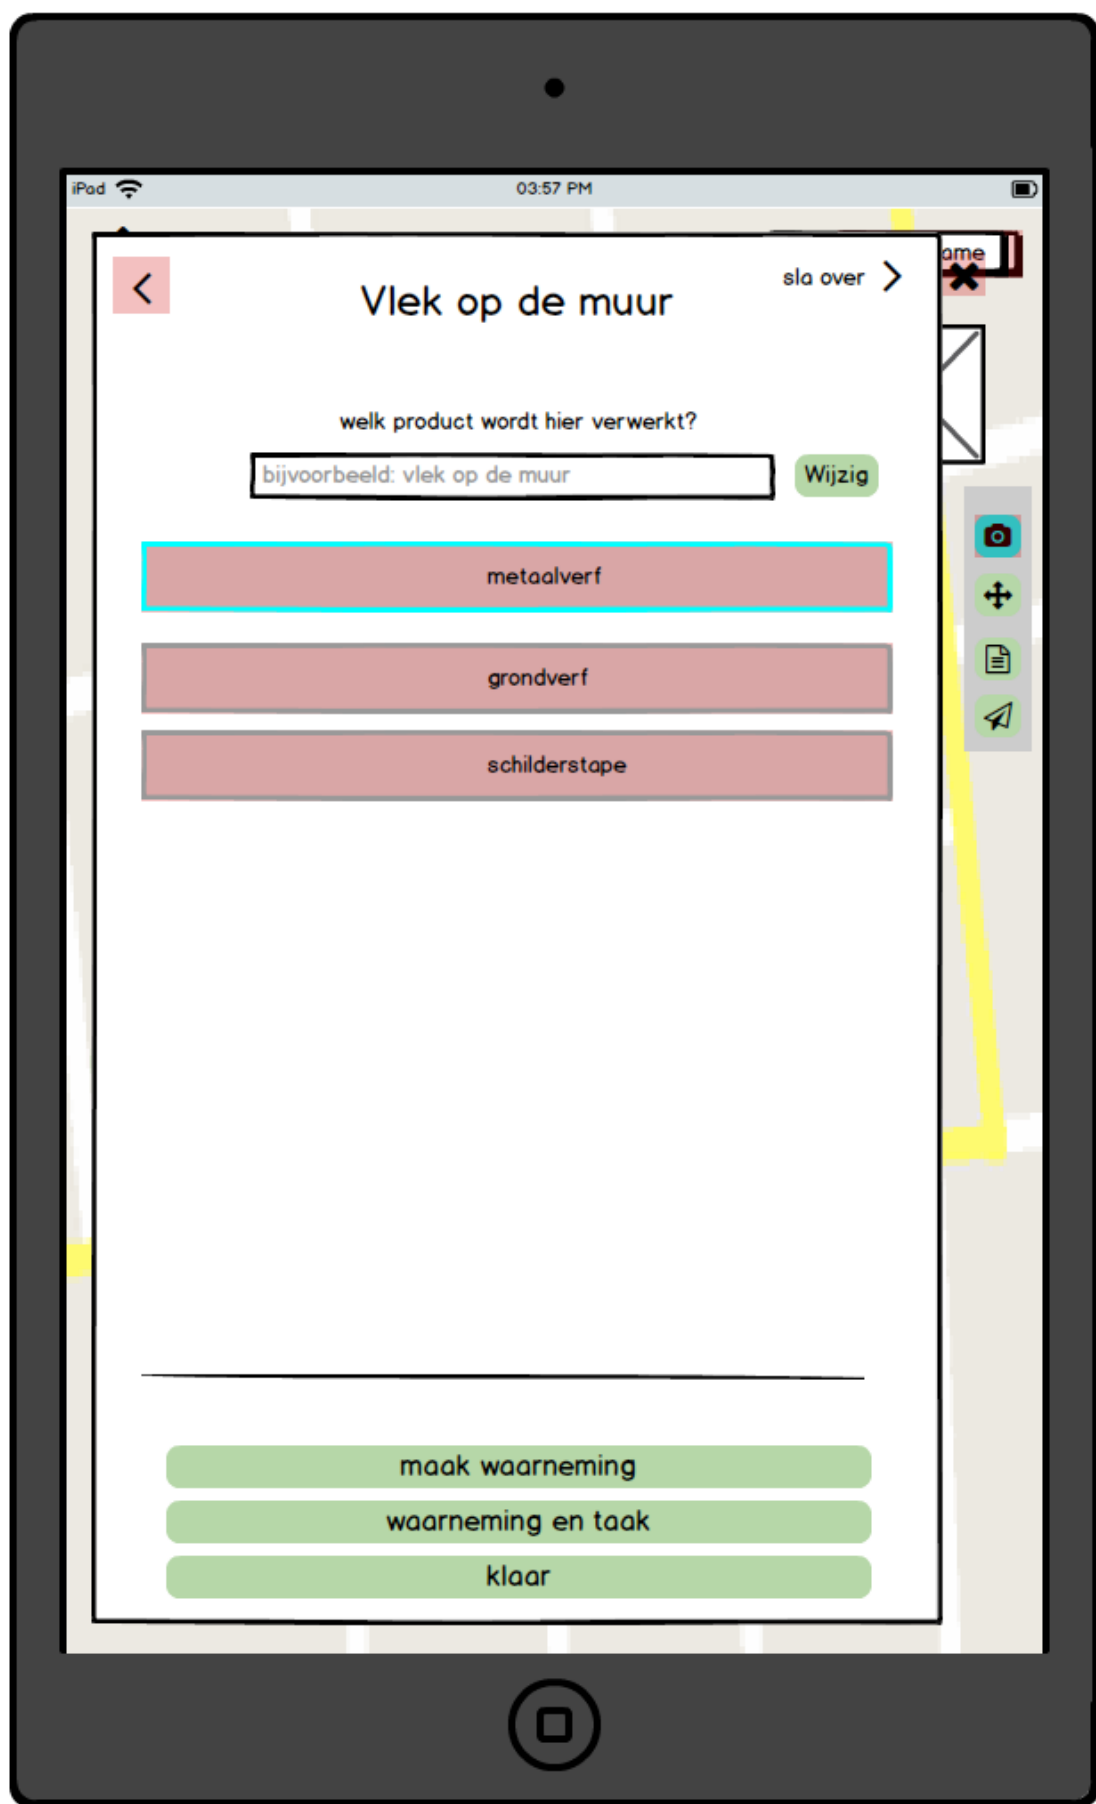 iPad
03:57 PM
ame
sla over
Vlek op de muur
welk product wordt hier verwerkt?
bijvoorbeeld: vlek op de muur
Wijzig
metaalverf
grondverf
schilderstape
maak waarneming
waarneming en taak
klaar